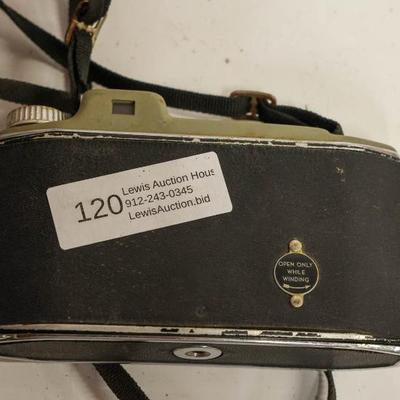 120
Lewis Auction Hous
912-243-0345
LewisAuction.bid
OPEN ONLY
WHILE
WINDING